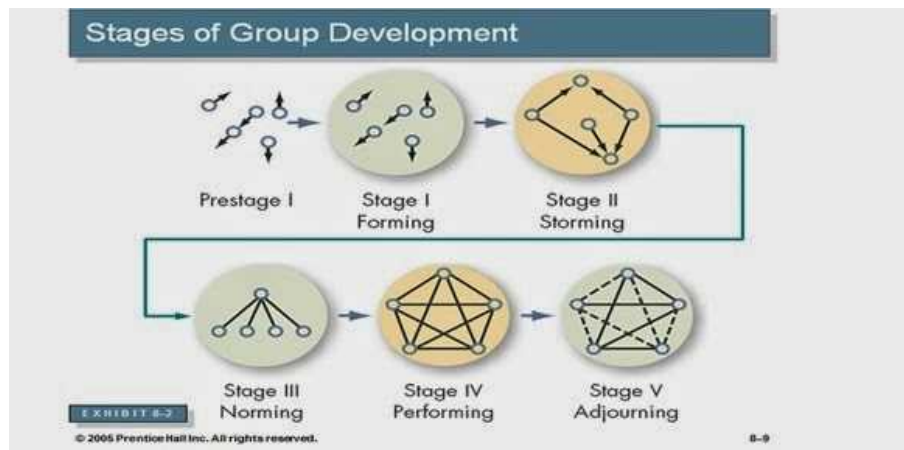 Stages of Group Development
Prestage I
Stage I
Forming
Stage II
Storming
Stage III
Norming
Stage IV
Performing
Stage V
Adjourning
EXHIBIT 8-2
© 2005 Prentice Hall Inc. All rights reserved.
8–9